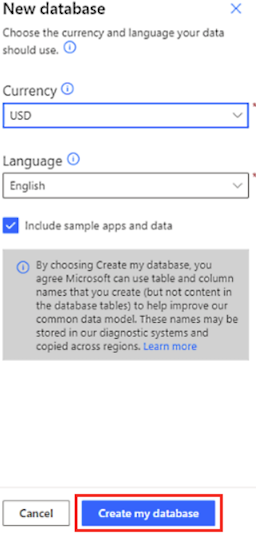 New database
Choose the currency and language your data
should use.
Currency
*
USD
Language
*
English
Include sample apps and data
By choosing Create my database, you
agree Microsoft can use table and column
names that you create (but not content in
the database tables) to help improve our
common data model. These names may be
stored in our diagnostic systems and
copied across regions. Learn more
Cancel
Create my database